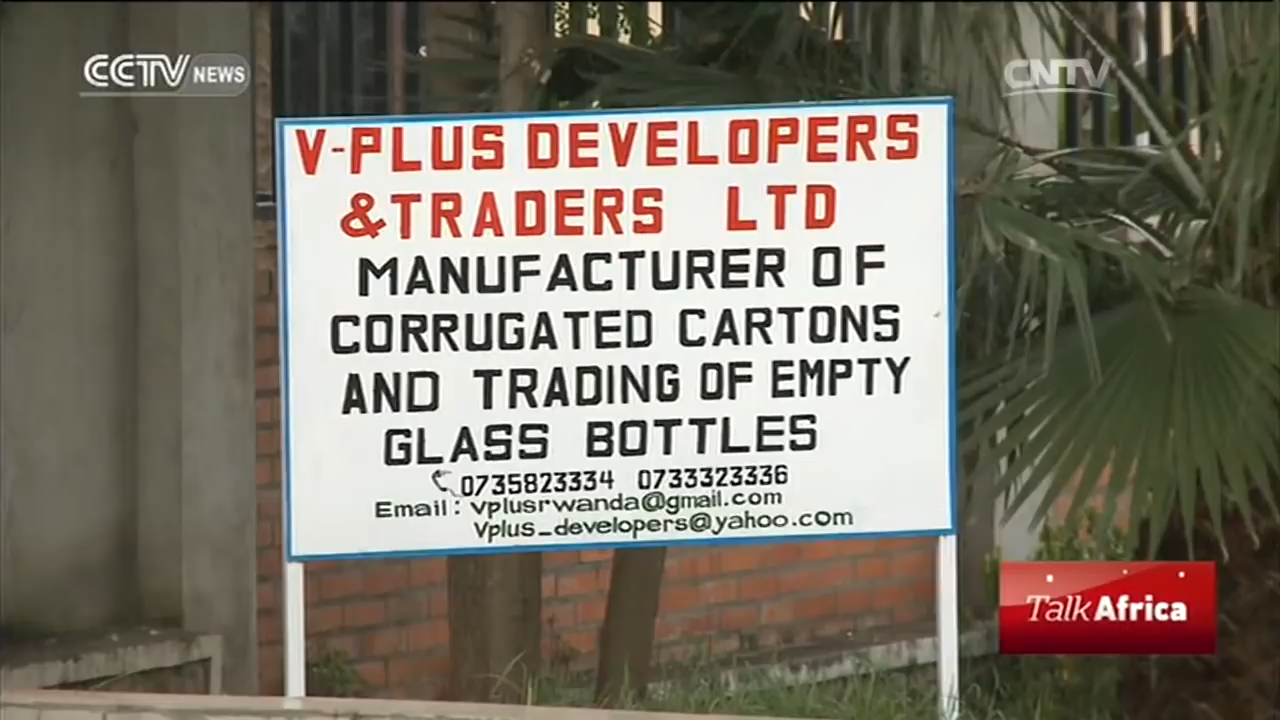 CCTV NEWS
CNTV
V-PLUS DEVELOPERS
&TRADERS LTD
MANUFACTURER OF
CORRUGATED CARTONS
AND TRADING OF EMPTY
GLASS BOTTLES
0735823334 0733323336
Email: vplusrwanda@gmail.com
Vplus_developers@yahoo.com
Talk Africa